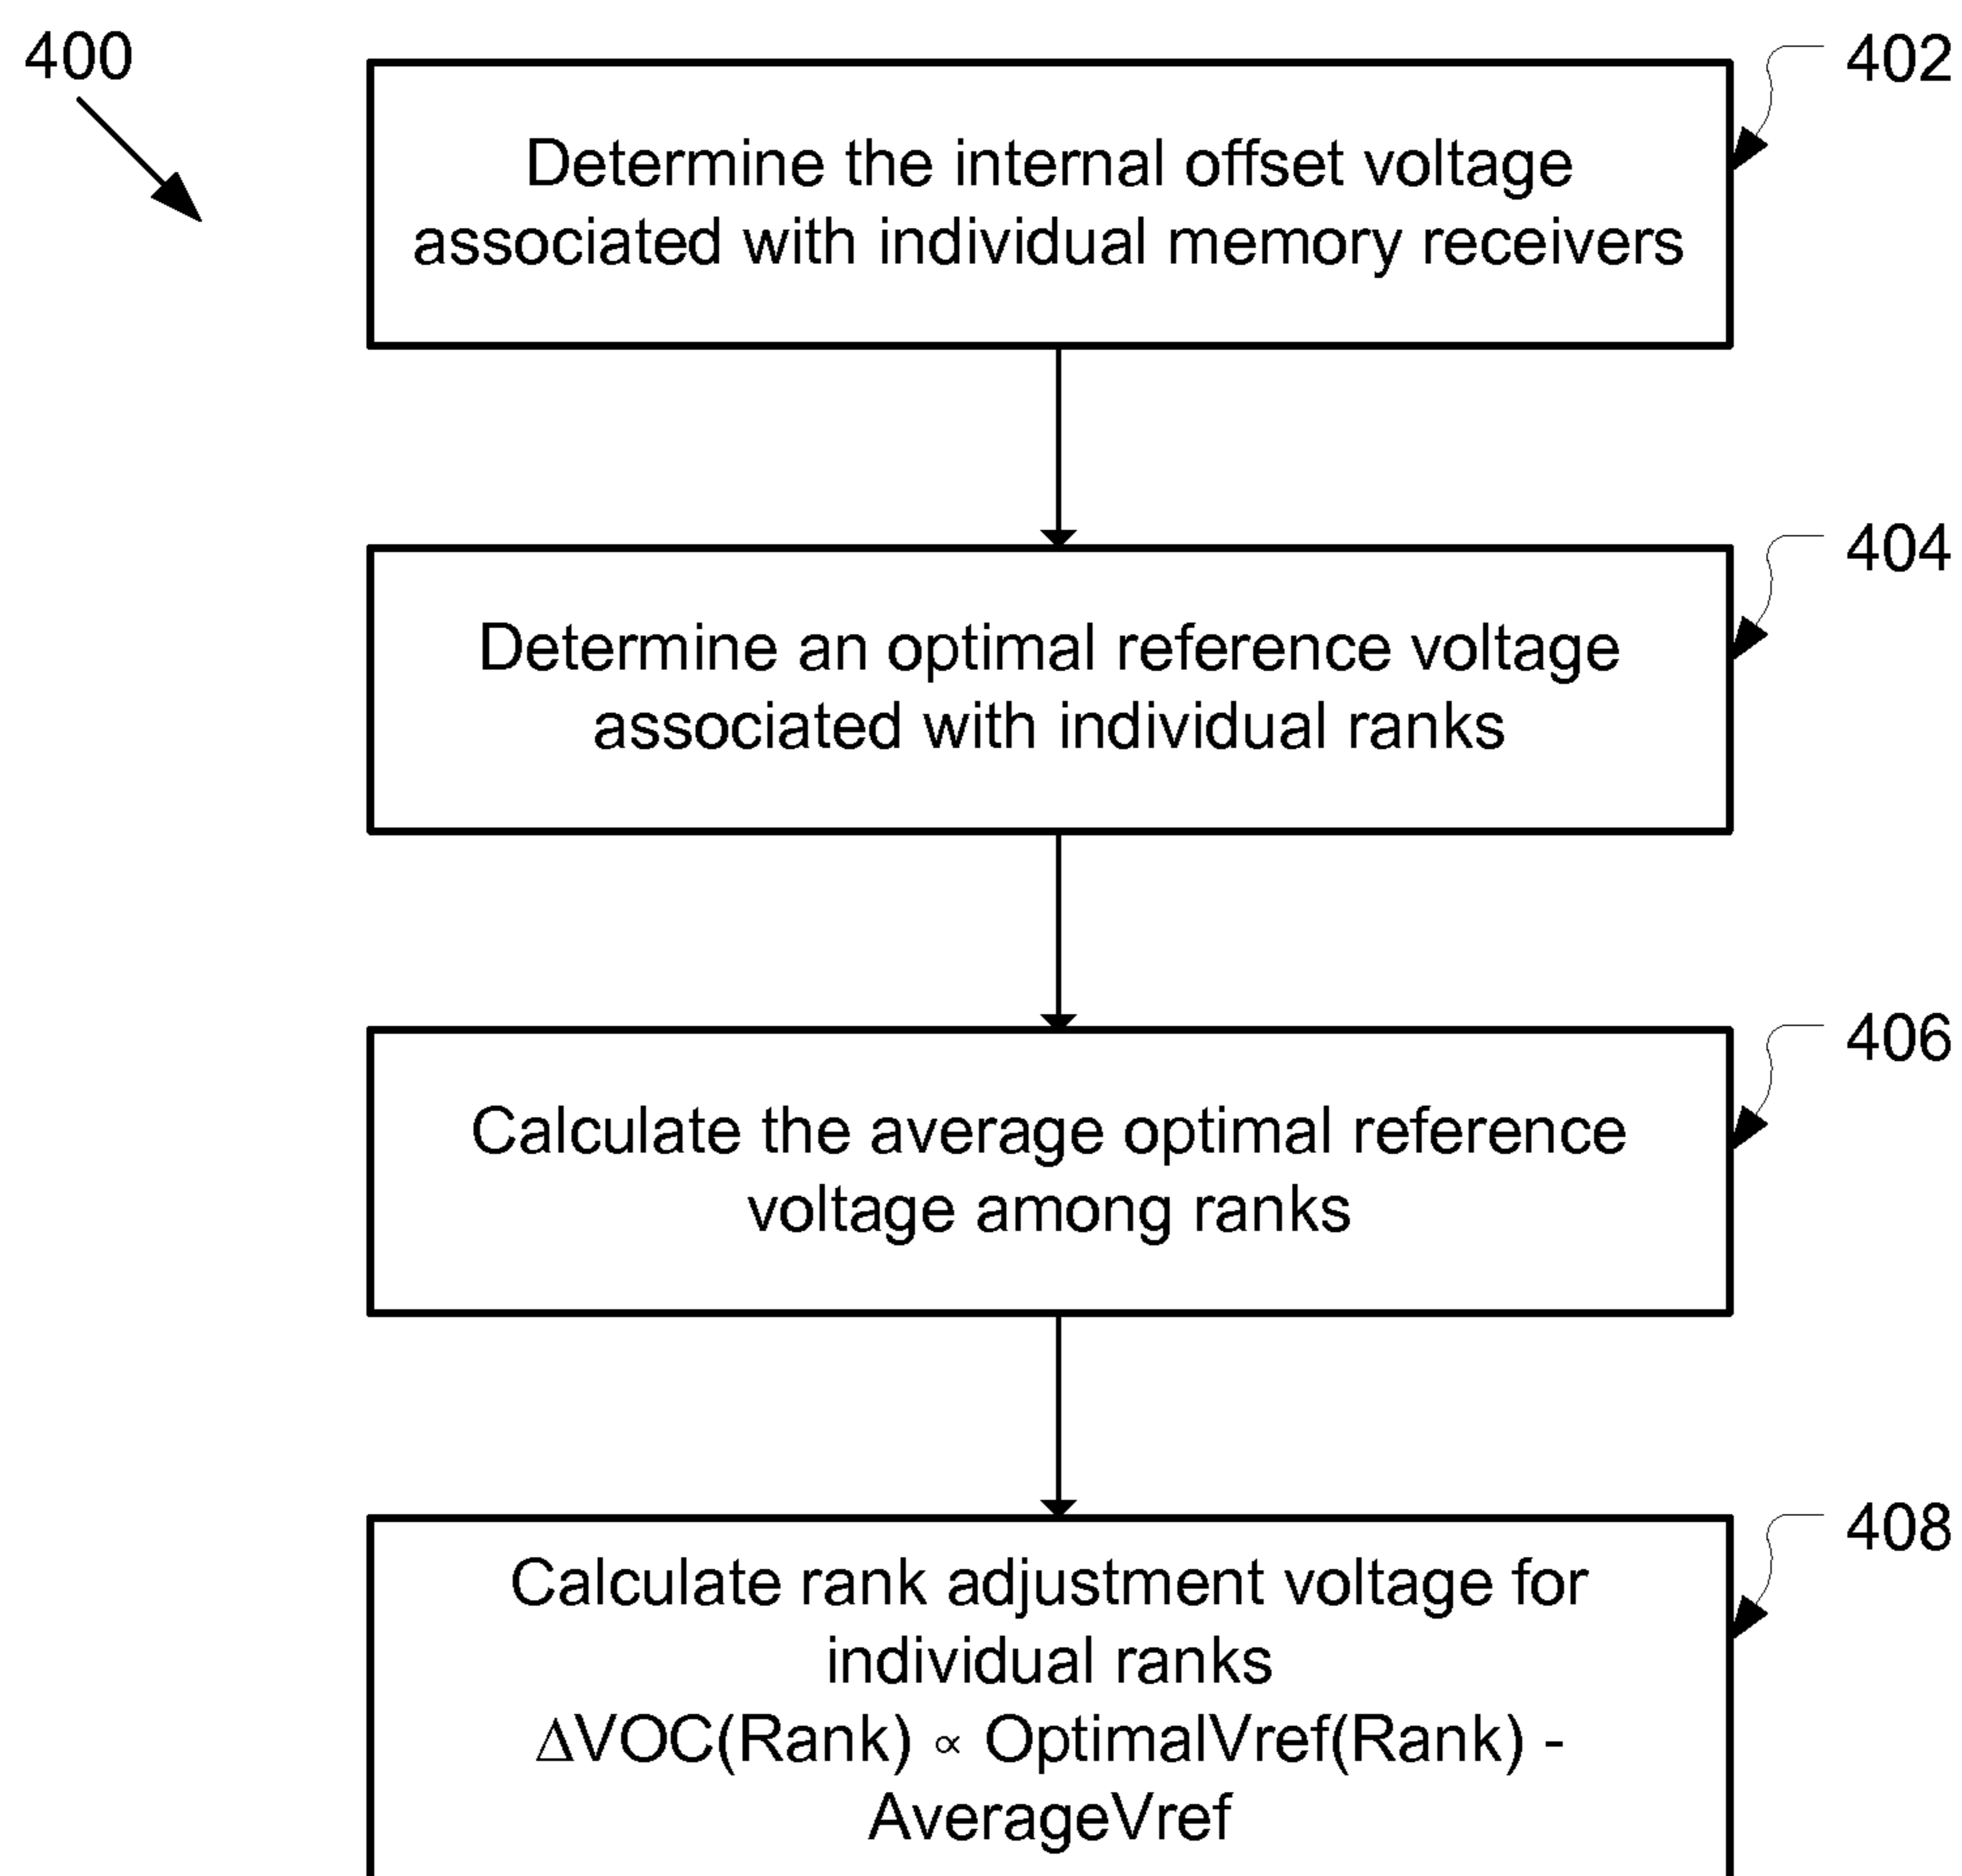 400
402
Determine the internal offset voltage
associated with individual memory receivers
404
Determine an optimal reference voltage
associated with individual ranks
406
Calculate the average optimal reference
voltage among ranks
408
Calculate rank adjustment voltage for
individual ranks
ΔVOC(Rank) ∝ OptimalVref(Rank) -
AverageVref